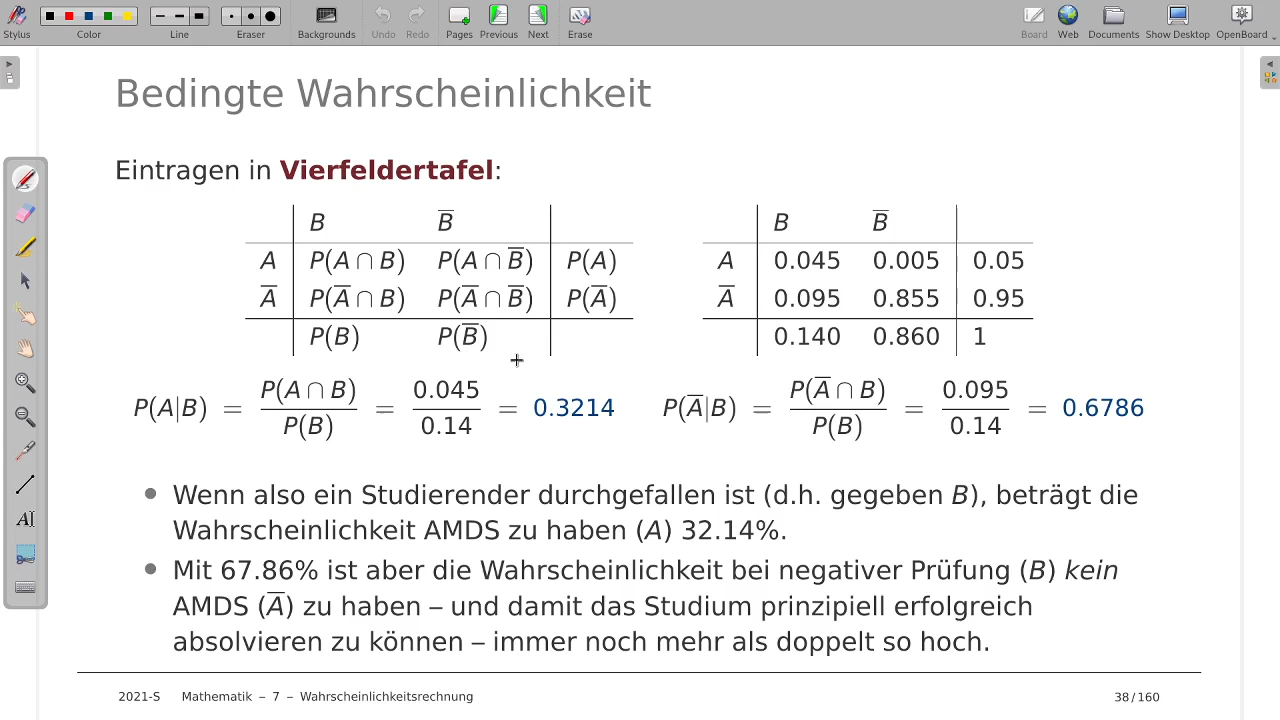 Stylus Color Line Eraser Backgrounds Undo Redo Pages Previous Next Erase Board Web Documents Show Desktop OpenBoard
Bedingte Wahrscheinlichkeit
Eintragen in Vierfeldertafel:
B B̅
A P(A ∩ B) P(A ∩ B̅) P(A)
A̅ P(A̅ ∩ B) P(A̅ ∩ B̅) P(A̅)
P(B) P(B̅)
B B̅
A 0.045 0.005 0.05
A̅ 0.095 0.855 0.95
0.140 0.860 1
P(A|B) = P(A ∩ B) / P(B) = 0.045 / 0.14 = 0.3214
P(A̅|B) = P(A̅ ∩ B) / P(B) = 0.095 / 0.14 = 0.6786
• Wenn also ein Studierender durchgefallen ist (d.h. gegeben B), beträgt die
Wahrscheinlichkeit AMDS zu haben (A) 32.14%.
• Mit 67.86% ist aber die Wahrscheinlichkeit bei negativer Prüfung (B) kein
AMDS (A̅) zu haben – und damit das Studium prinzipiell erfolgreich
absolvieren zu können – immer noch mehr als doppelt so hoch.
2021-S Mathematik – 7 – Wahrscheinlichkeitsrechnung 38/160